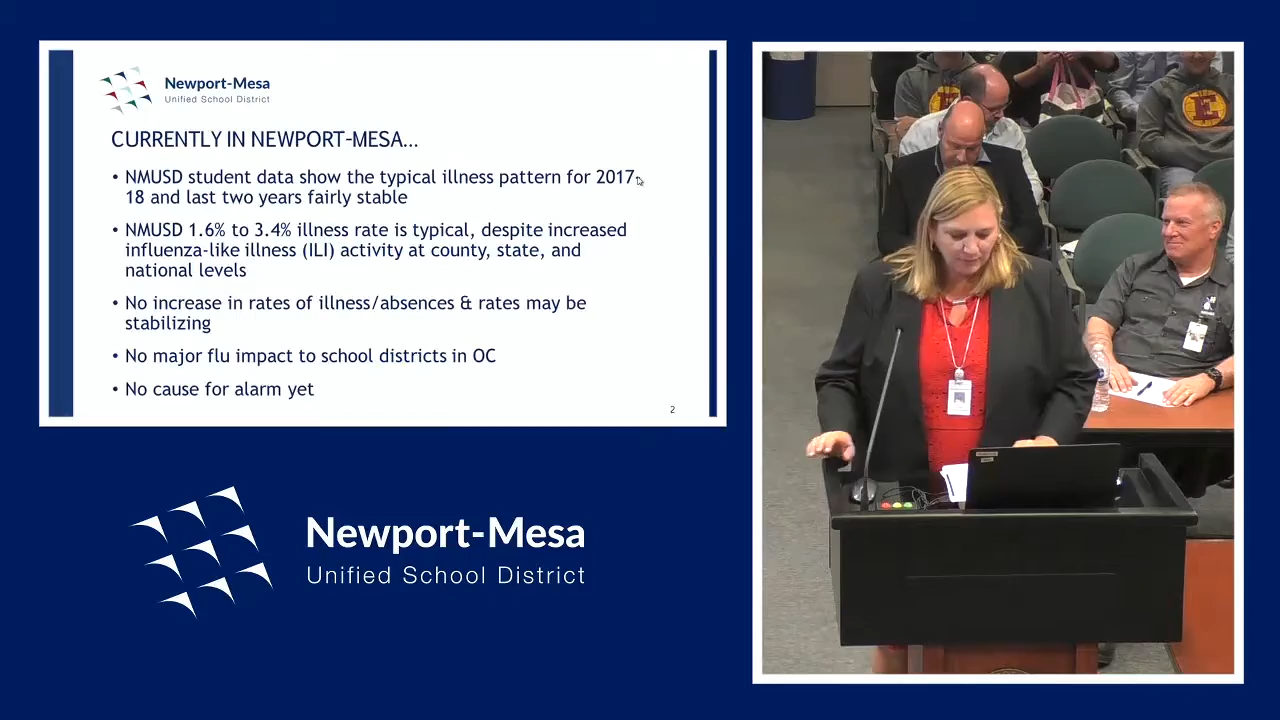 Newport-Mesa
Unified School District
CURRENTLY IN NEWPORT-MESA...
• NMUSD student data show the typical illness pattern for 2017-
18 and last two years fairly stable
• NMUSD 1.6% to 3.4% illness rate is typical, despite increased
influenza-like illness (ILI) activity at county, state, and
national levels
• No increase in rates of illness/absences & rates may be
stabilizing
• No major flu impact to school districts in OC
• No cause for alarm yet
2
Newport-Mesa
Unified School District
E